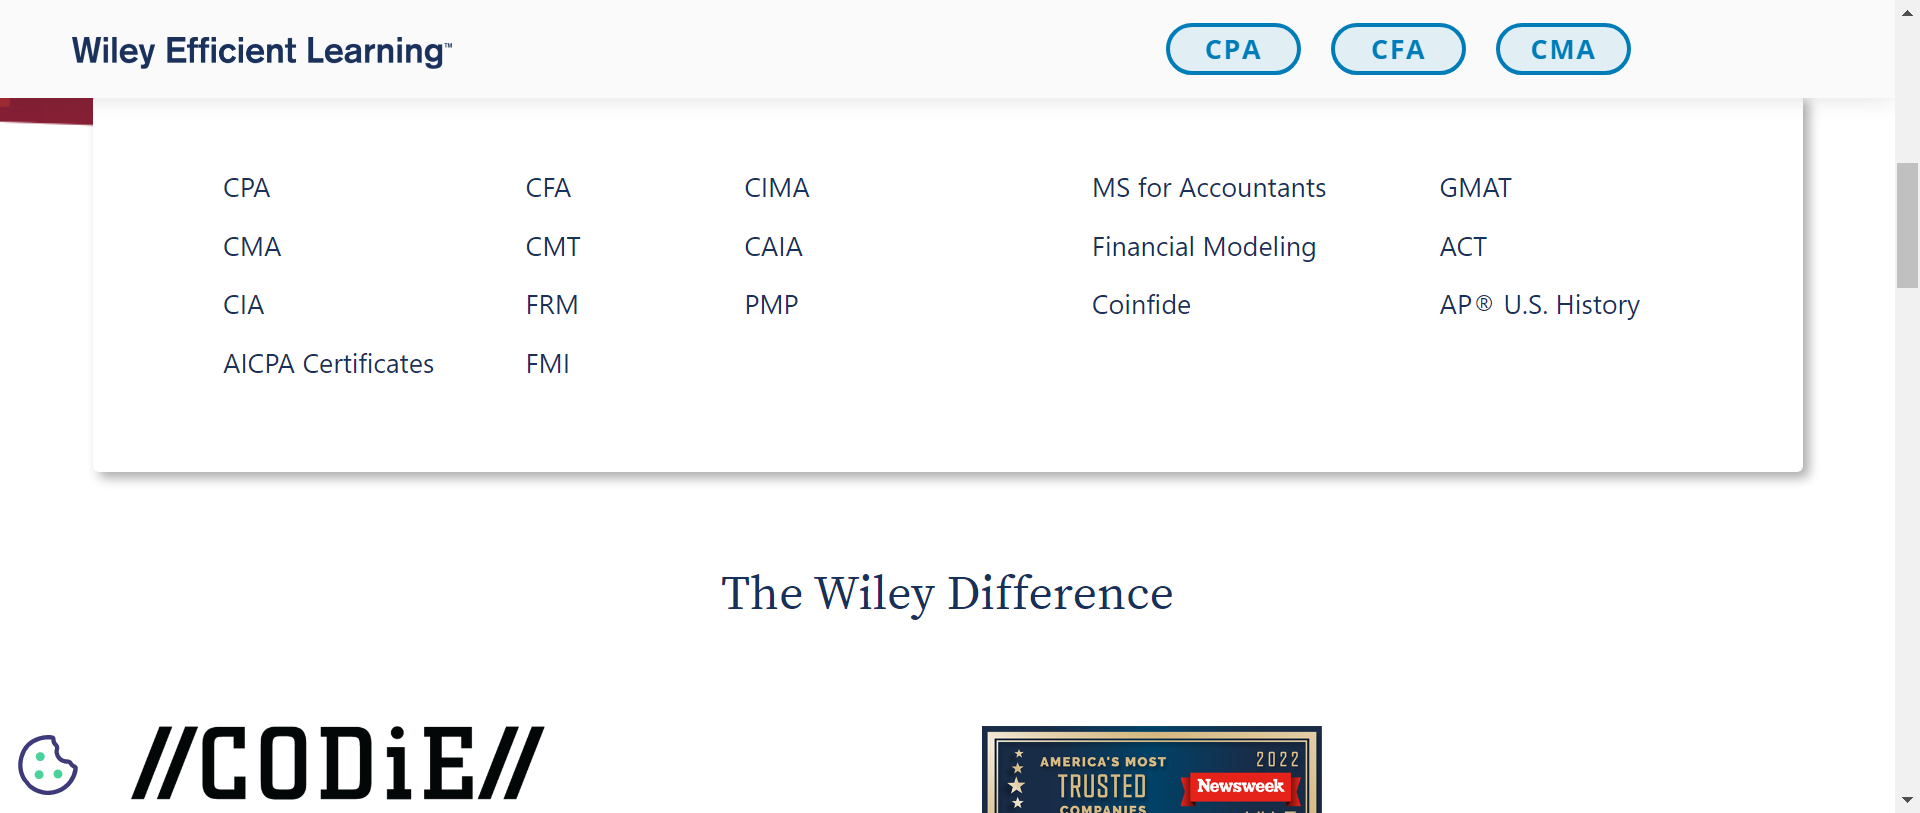 Wiley Efficient Learning™
CPA
CFA
CMA
CPA
CMA
CIA
AICPA Certificates
CFA
CMT
FRM
FMI
CIMA
CAIA
PMP
MS for Accountants
Financial Modeling
Coinfide
GMAT
ACT
AP® U.S. History
The Wiley Difference
//CODiE//
AMERICA'S MOST
TRUSTED
COMPANIES
2022
Newsweek